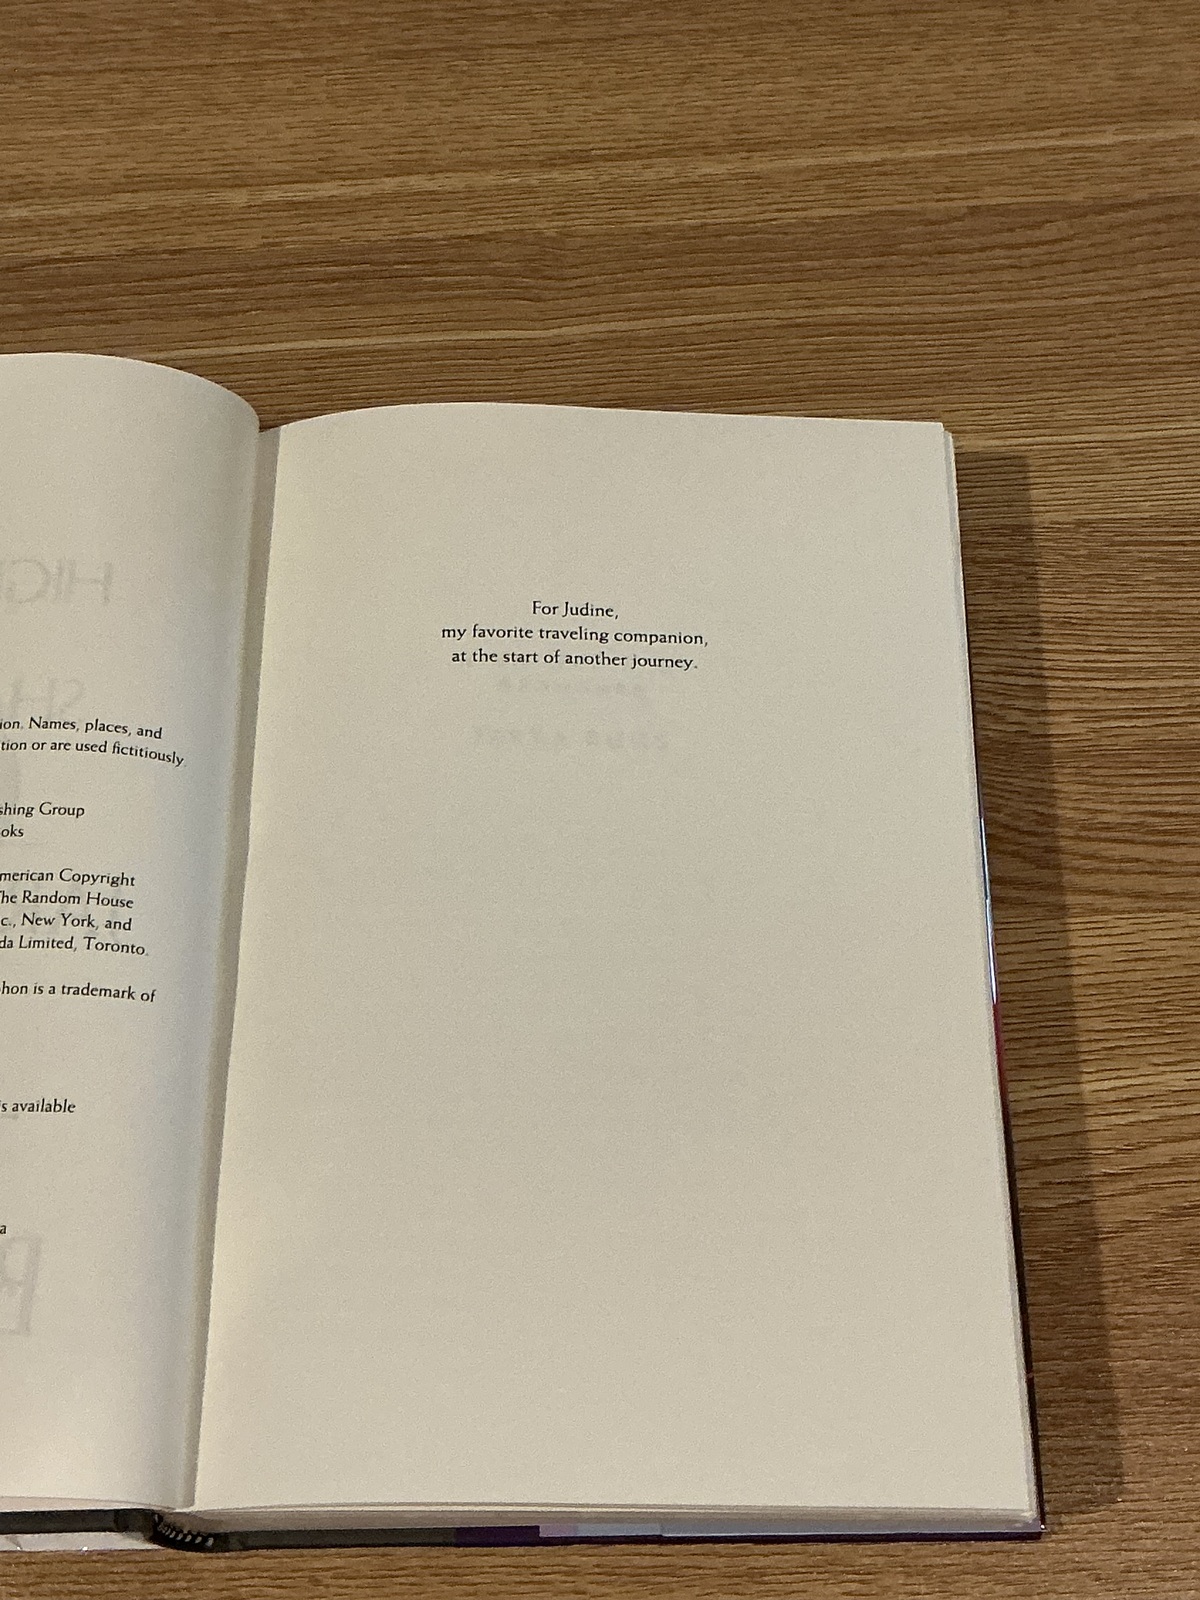 ion. Names, places, and
tion or are used fictitiously.
shing Group
oks
merican Copyright
he Random House
c., New York, and
da Limited, Toronto.
hon is a trademark of
s available
a
For Judine,
my favorite traveling companion,
at the start of another journey.